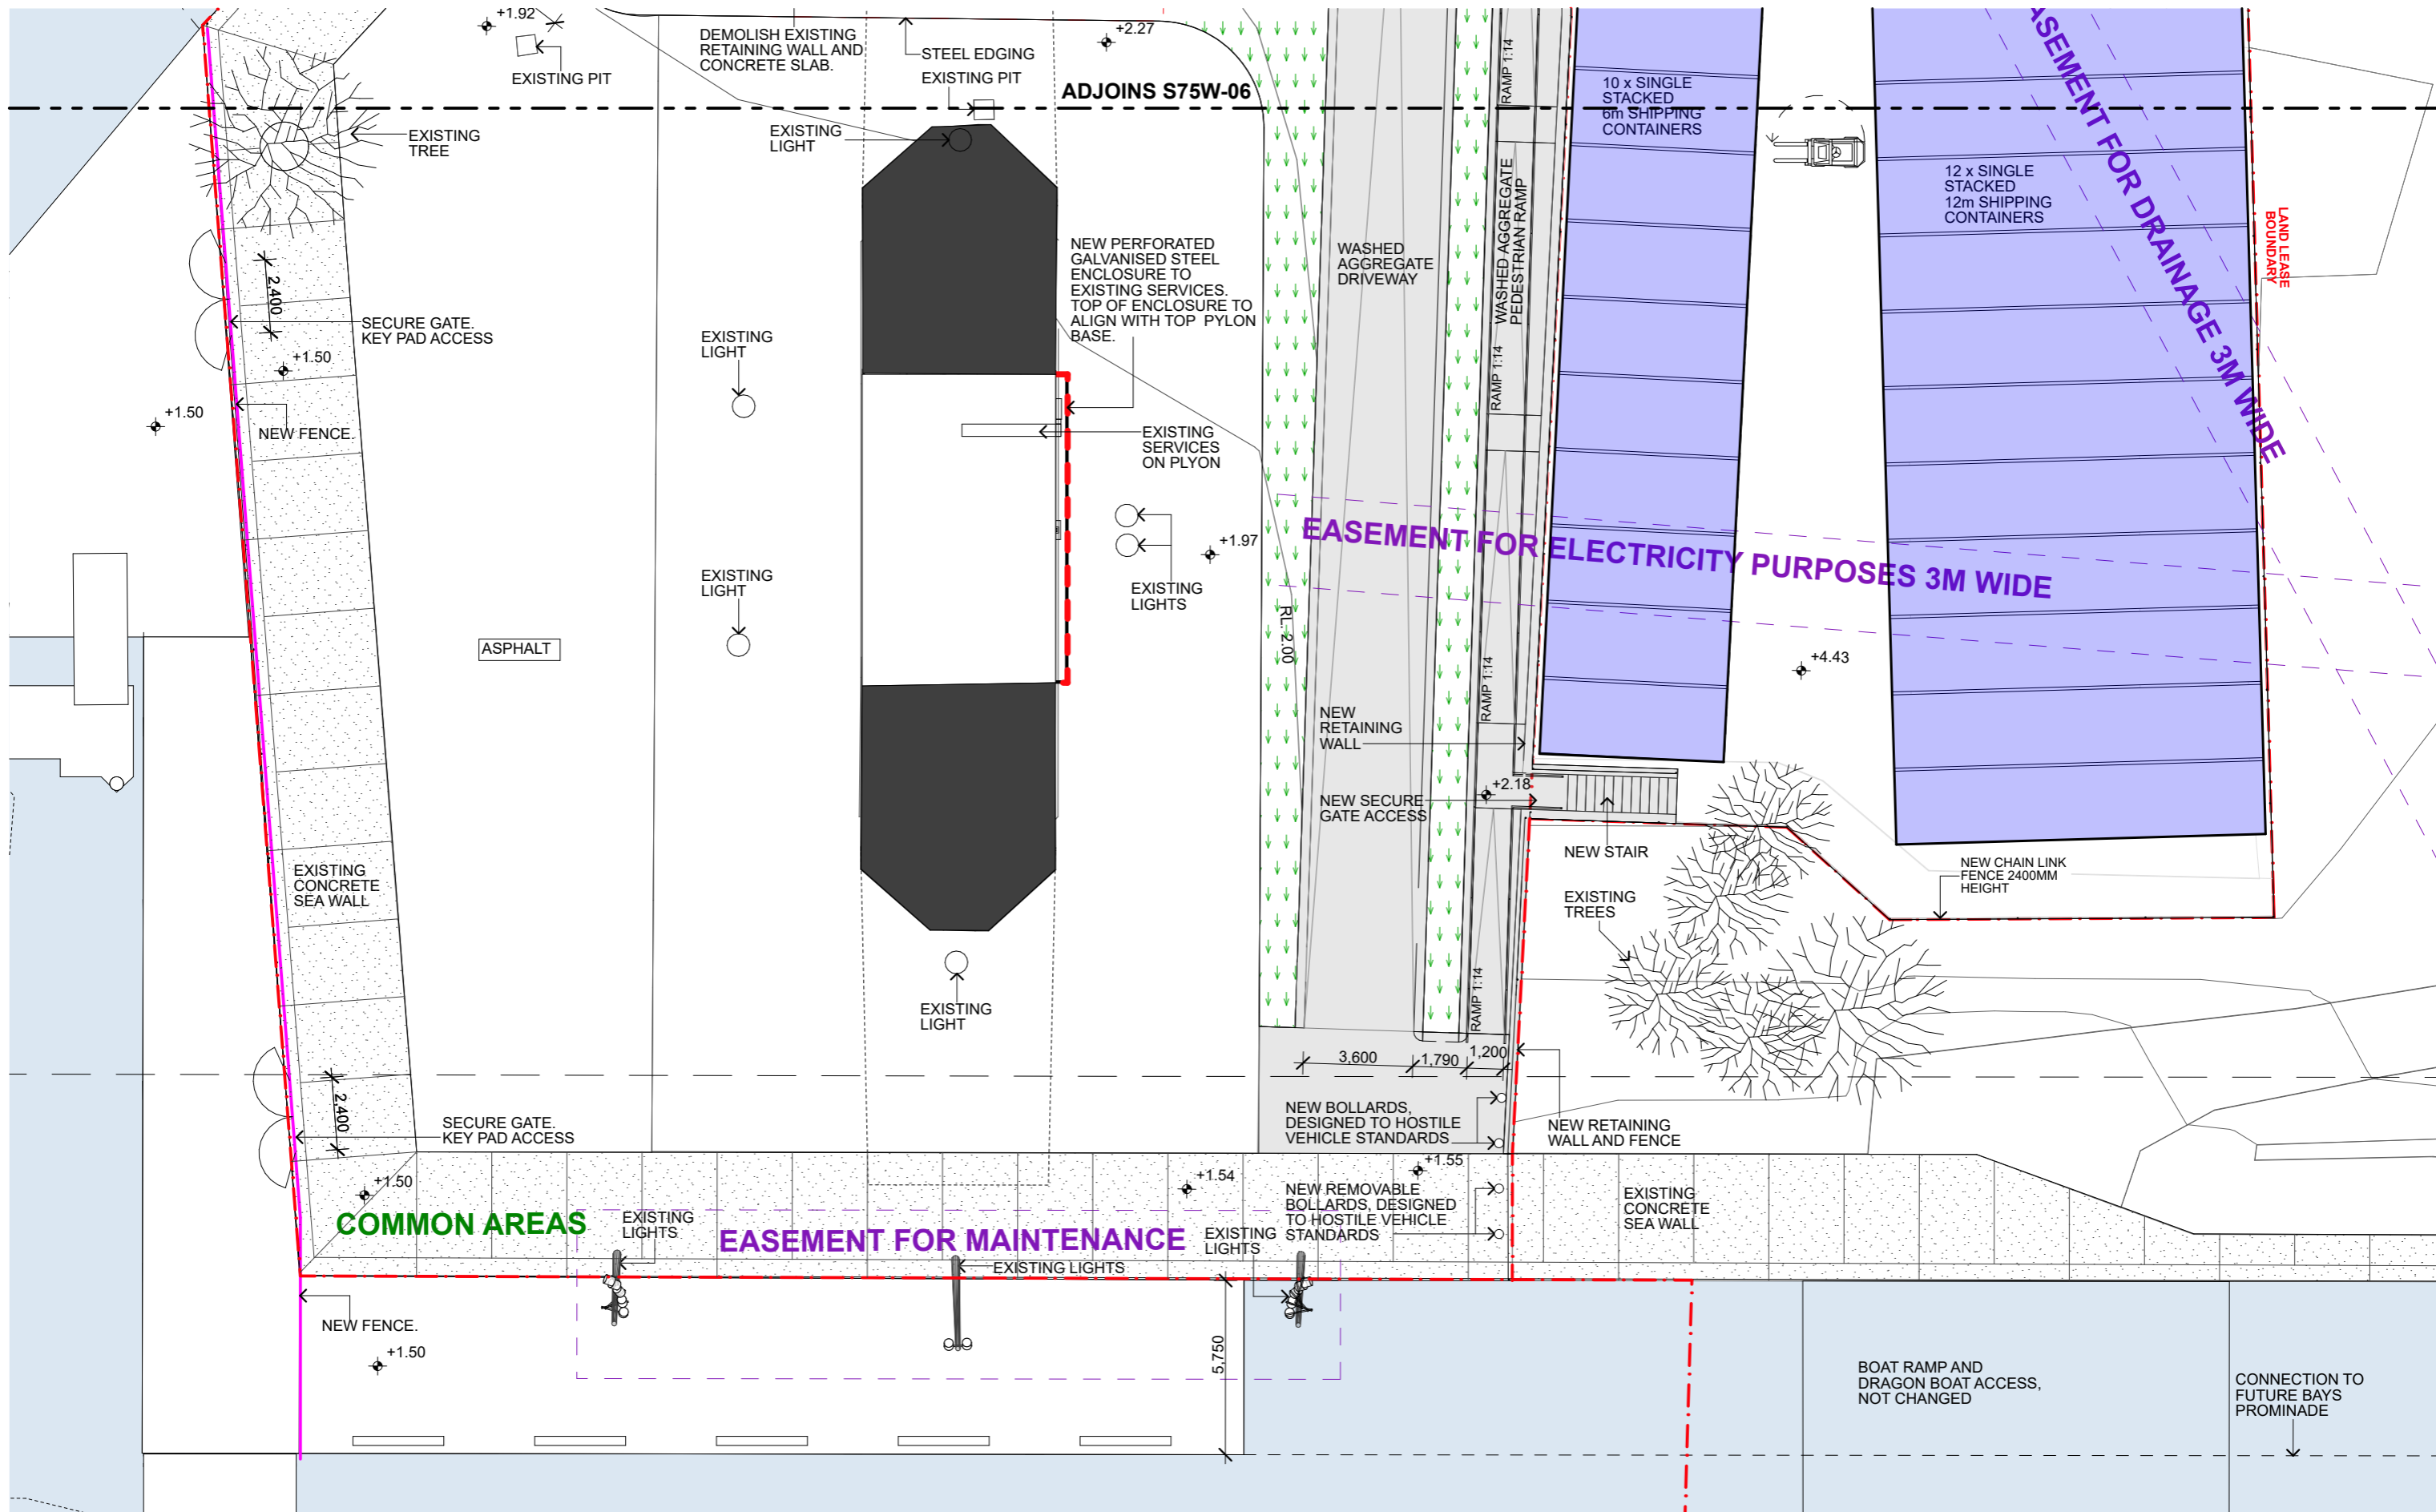 +1.92
EXISTING PIT
DEMOLISH EXISTING
RETAINING WALL AND
CONCRETE SLAB.
STEEL EDGING
EXISTING PIT
+2.27
ADJOINS S75W-06
EXISTING
TREE
EXISTING
LIGHT
RAMP 1:14
10 x SINGLE
STACKED
6m SHIPPING
CONTAINERS
12 x SINGLE
STACKED
12m SHIPPING
CONTAINERS
EASEMENT FOR DRAINAGE 3M WIDE
LAND LEASE
BOUNDARY
2,400
SECURE GATE.
KEY PAD ACCESS
+1.50
+1.50
NEW FENCE.
EXISTING
LIGHT
NEW PERFORATED
GALVANISED STEEL
ENCLOSURE TO
EXISTING SERVICES.
TOP OF ENCLOSURE TO
ALIGN WITH TOP PYLON
BASE.
WASHED
AGGREGATE
DRIVEWAY
WASHED AGGREGATE
PEDESTRIAN RAMP
RAMP 1:14
EXISTING
SERVICES
ON PLYON
+1.97
EXISTING
LIGHTS
EXISTING
LIGHT
ASPHALT
EASEMENT FOR ELECTRICITY PURPOSES 3M WIDE
RL. 2.00
+4.43
RAMP 1:14
NEW
RETAINING
WALL
+2.18
NEW SECURE
GATE ACCESS
NEW STAIR
EXISTING
TREES
NEW CHAIN LINK
FENCE 2400MM
HEIGHT
EXISTING
CONCRETE
SEA WALL
EXISTING
LIGHT
RAMP 1:14
3,600
1,790
1,200
2,400
SECURE GATE.
KEY PAD ACCESS
NEW BOLLARDS,
DESIGNED TO HOSTILE
VEHICLE STANDARDS
NEW RETAINING
WALL AND FENCE
+1.50
+1.54
+1.55
NEW REMOVABLE
BOLLARDS, DESIGNED
TO HOSTILE VEHICLE
STANDARDS
EXISTING
CONCRETE
SEA WALL
COMMON AREAS
EXISTING
LIGHTS
EASEMENT FOR MAINTENANCE
EXISTING
LIGHTS
EXISTING LIGHTS
NEW FENCE.
+1.50
5,750
BOAT RAMP AND
DRAGON BOAT ACCESS,
NOT CHANGED
CONNECTION TO
FUTURE BAYS
PROMINADE